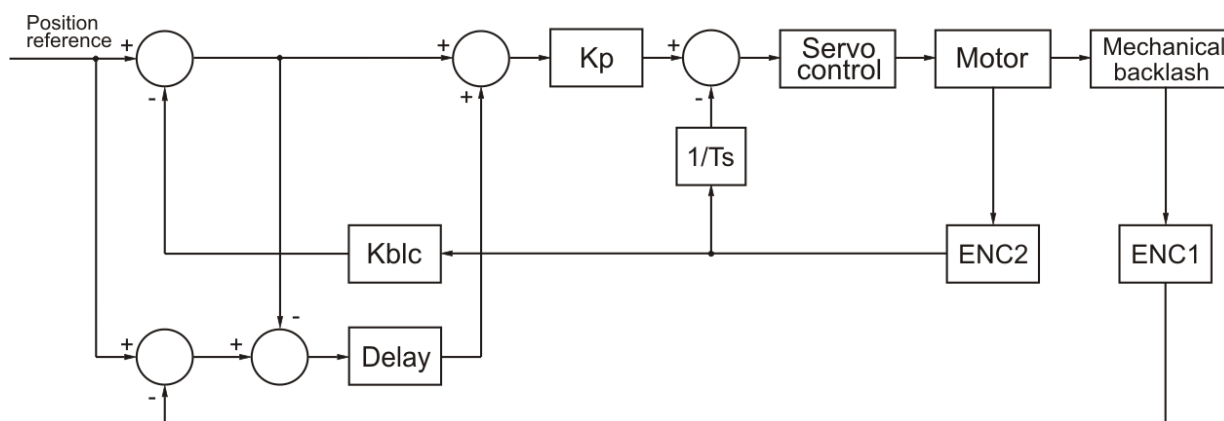 Position
reference
+
+
+
Kp
+
-
Servo
control
Motor
Mechanical
backlash
-
1/Ts
Kblc
ENC2
ENC1
-
+
+
Delay
-